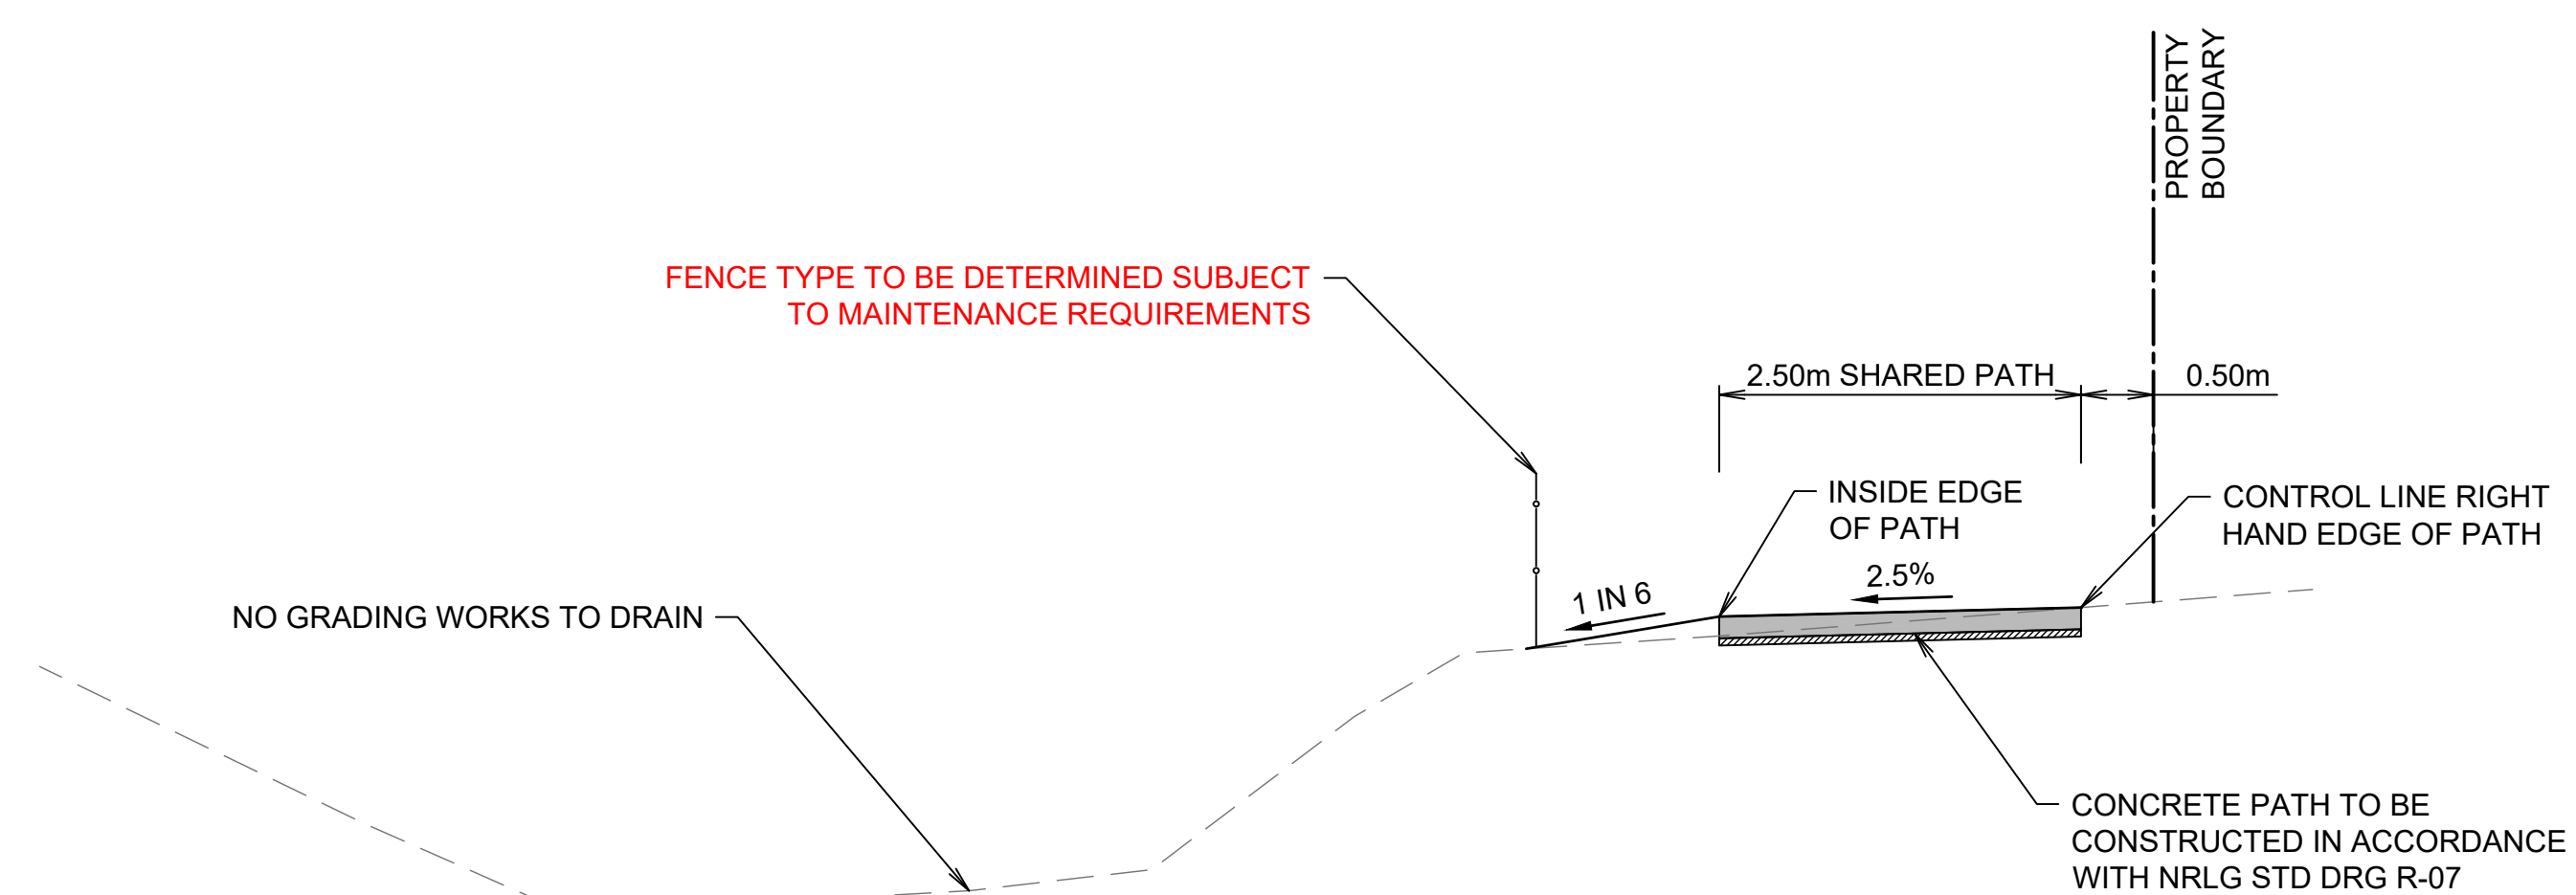 PROPERTY
BOUNDARY
FENCE TYPE TO BE DETERMINED SUBJECT
TO MAINTENANCE REQUIREMENTS
2.50m SHARED PATH
0.50m
INSIDE EDGE
OF PATH
CONTROL LINE RIGHT
HAND EDGE OF PATH
1 IN 6
2.5%
NO GRADING WORKS TO DRAIN
CONCRETE PATH TO BE
CONSTRUCTED IN ACCORDANCE
WITH NRLG STD DRG R-07